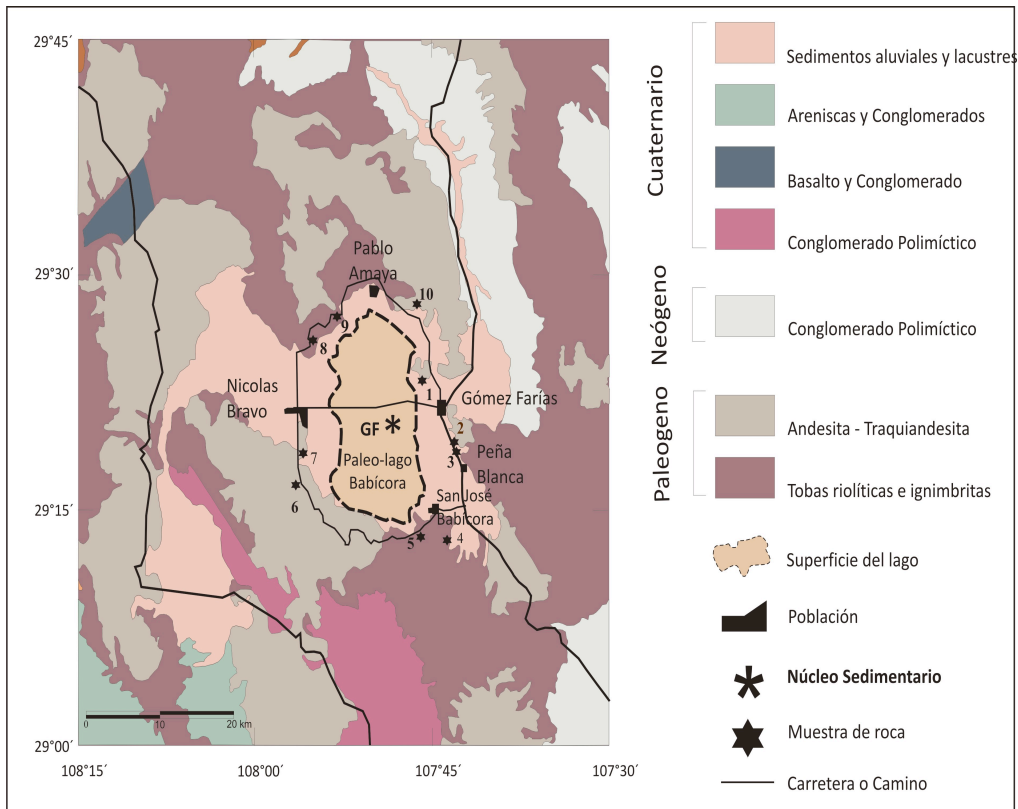 29°45′
29°30′
29°15′
29°00′
108°15′
108°00′
107°45′
107°30′
Pablo
Amaya
10
9
8
1
Nicolas
Bravo
Gómez Farías
GF
2
3
Peña
Blanca
7
Paleo-lago
Babícora
6
San José
Babícora
5
4
0
10
20 km
Cuaternario
Sedimentos aluviales y lacustres
Areniscas y Conglomerados
Basalto y Conglomerado
Conglomerado Polimíctico
Neógeno
Conglomerado Polimíctico
Paleogeno
Andesita - Traquiandesita
Tobas riolíticas e ignimbritas
Superficie del lago
Población
Núcleo Sedimentario
Muestra de roca
Carretera o Camino